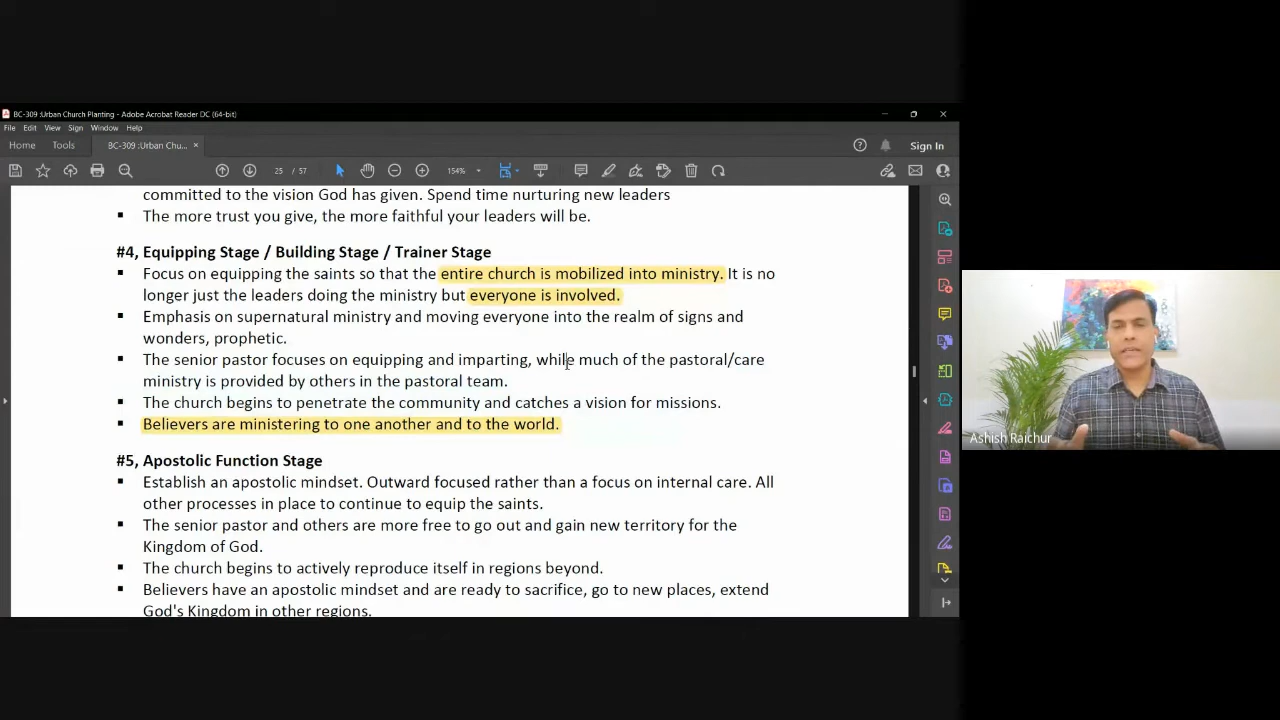 BC-309 :Urban Church Planting - Adobe Acrobat Reader DC (64-bit)
File Edit View Sign Window Help
Home Tools BC-309 :Urban Chu... × Sign In
25 / 57 154%
committed to the vision God has given. Spend time nurturing new leaders
▪ The more trust you give, the more faithful your leaders will be.
#4, Equipping Stage / Building Stage / Trainer Stage
▪ Focus on equipping the saints so that the entire church is mobilized into ministry. It is no
longer just the leaders doing the ministry but everyone is involved.
▪ Emphasis on supernatural ministry and moving everyone into the realm of signs and
wonders, prophetic.
▪ The senior pastor focuses on equipping and imparting, while much of the pastoral/care
ministry is provided by others in the pastoral team.
▪ The church begins to penetrate the community and catches a vision for missions.
▪ Believers are ministering to one another and to the world.
#5, Apostolic Function Stage
▪ Establish an apostolic mindset. Outward focused rather than a focus on internal care. All
other processes in place to continue to equip the saints.
▪ The senior pastor and others are more free to go out and gain new territory for the
Kingdom of God.
▪ The church begins to actively reproduce itself in regions beyond.
▪ Believers have an apostolic mindset and are ready to sacrifice, go to new places, extend
God's Kingdom in other regions.
Ashish Raichur